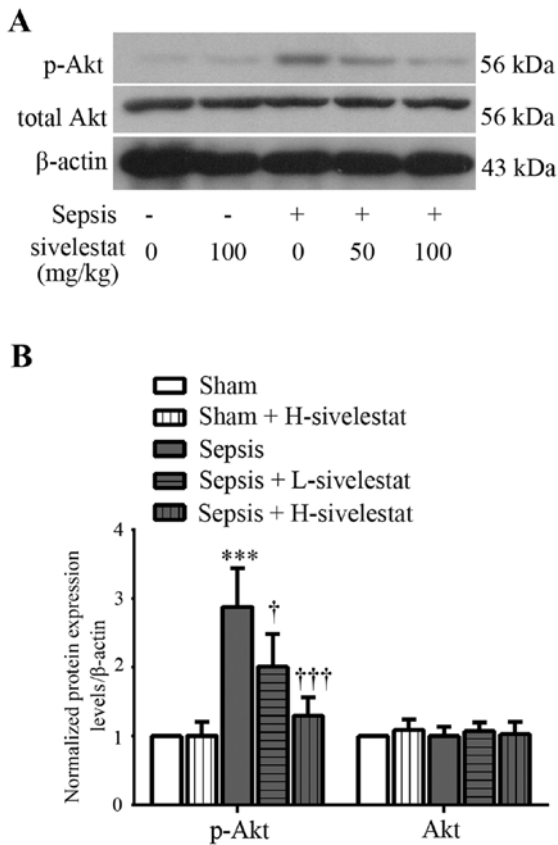 A
p-Akt 56 kDa
total Akt 56 kDa
β-actin 43 kDa
Sepsis - - + + +
sivelestat 0 100 0 50 100
(mg/kg)
B
Sham
Sham + H-sivelestat
Sepsis
Sepsis + L-sivelestat
Sepsis + H-sivelestat
Normalized protein expression
levels/β-actin
4
3
2
1
0
***
†
†††
p-Akt Akt